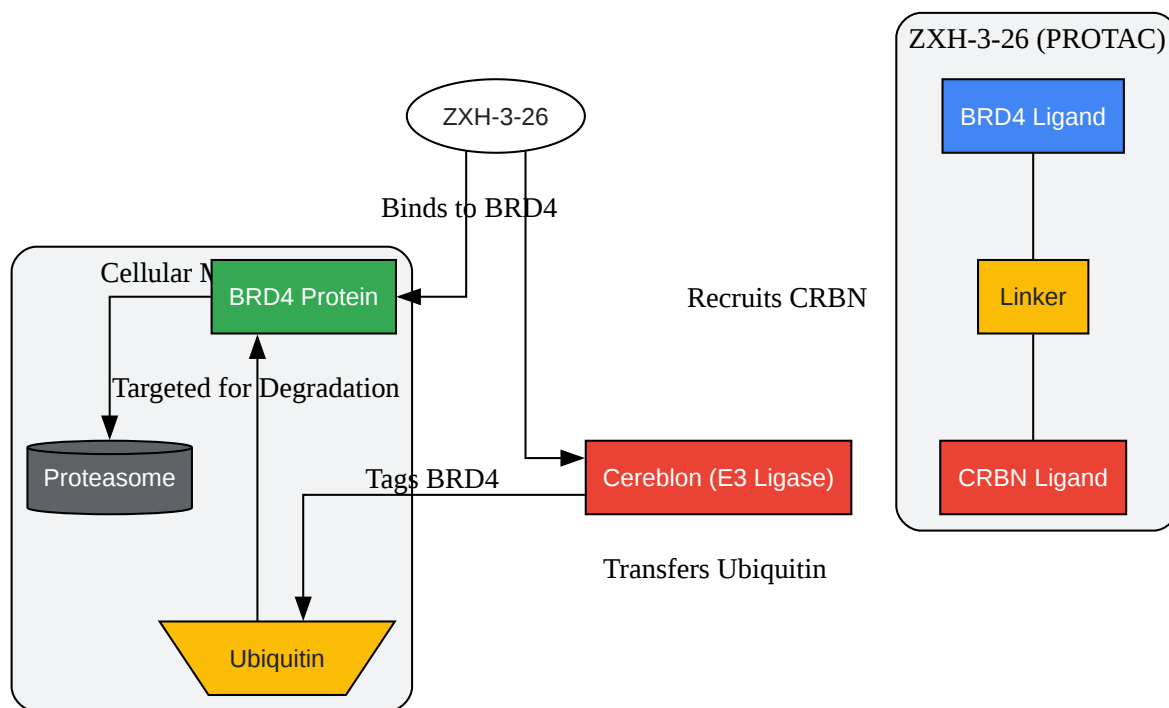 ZXH-3-26 (PROTAC)
ZXH-3-26
BRD4 Ligand
Binds to BRD4
Cellular
BRD4 Protein
Recruits CRBN
Linker
Targeted for Degradation
Proteasome
Tags BRD4
Cereblon (E3 Ligase)
CRBN Ligand
Transfers Ubiquitin
Ubiquitin